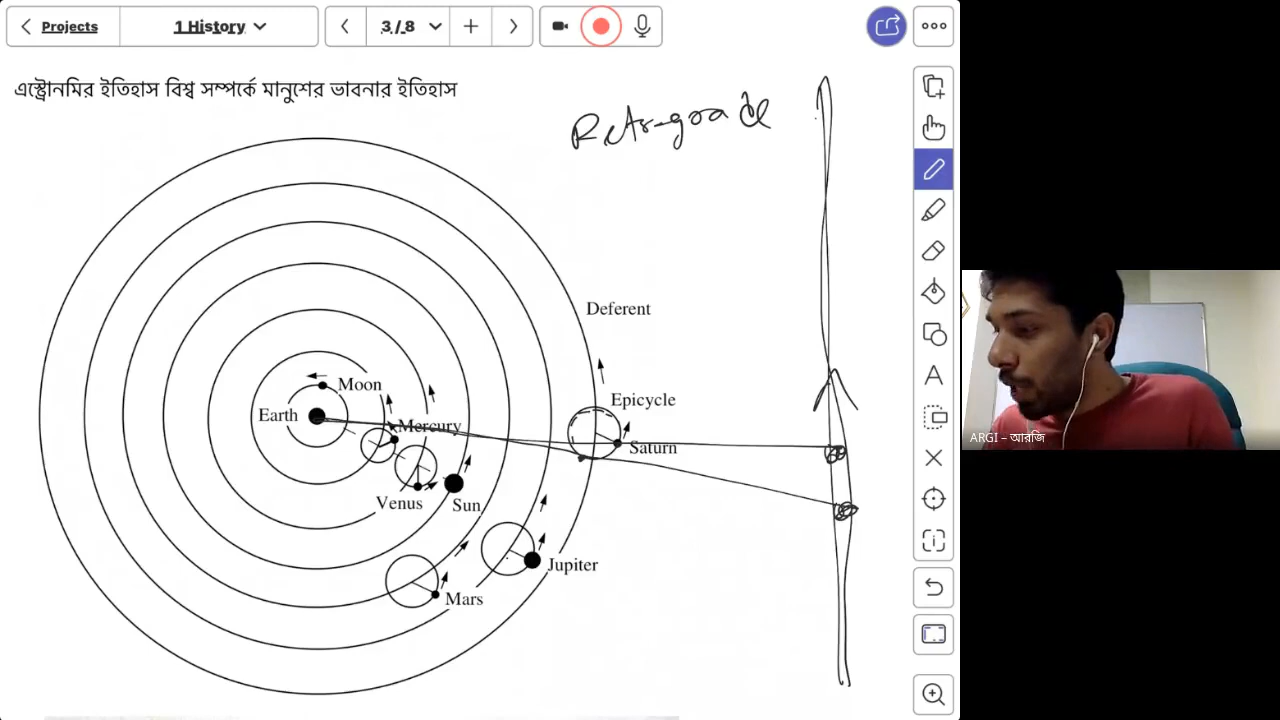 Projects
1 History
3 / 8
এস্ট্রোনমির ইতিহাস বিশ্ব সম্পর্কে মানুশের ভাবনার ইতিহাস
Retrograde
Deferent
Epicycle
Moon
Earth
Mercury
Saturn
Venus
Sun
Jupiter
Mars
ARGI – আরজি